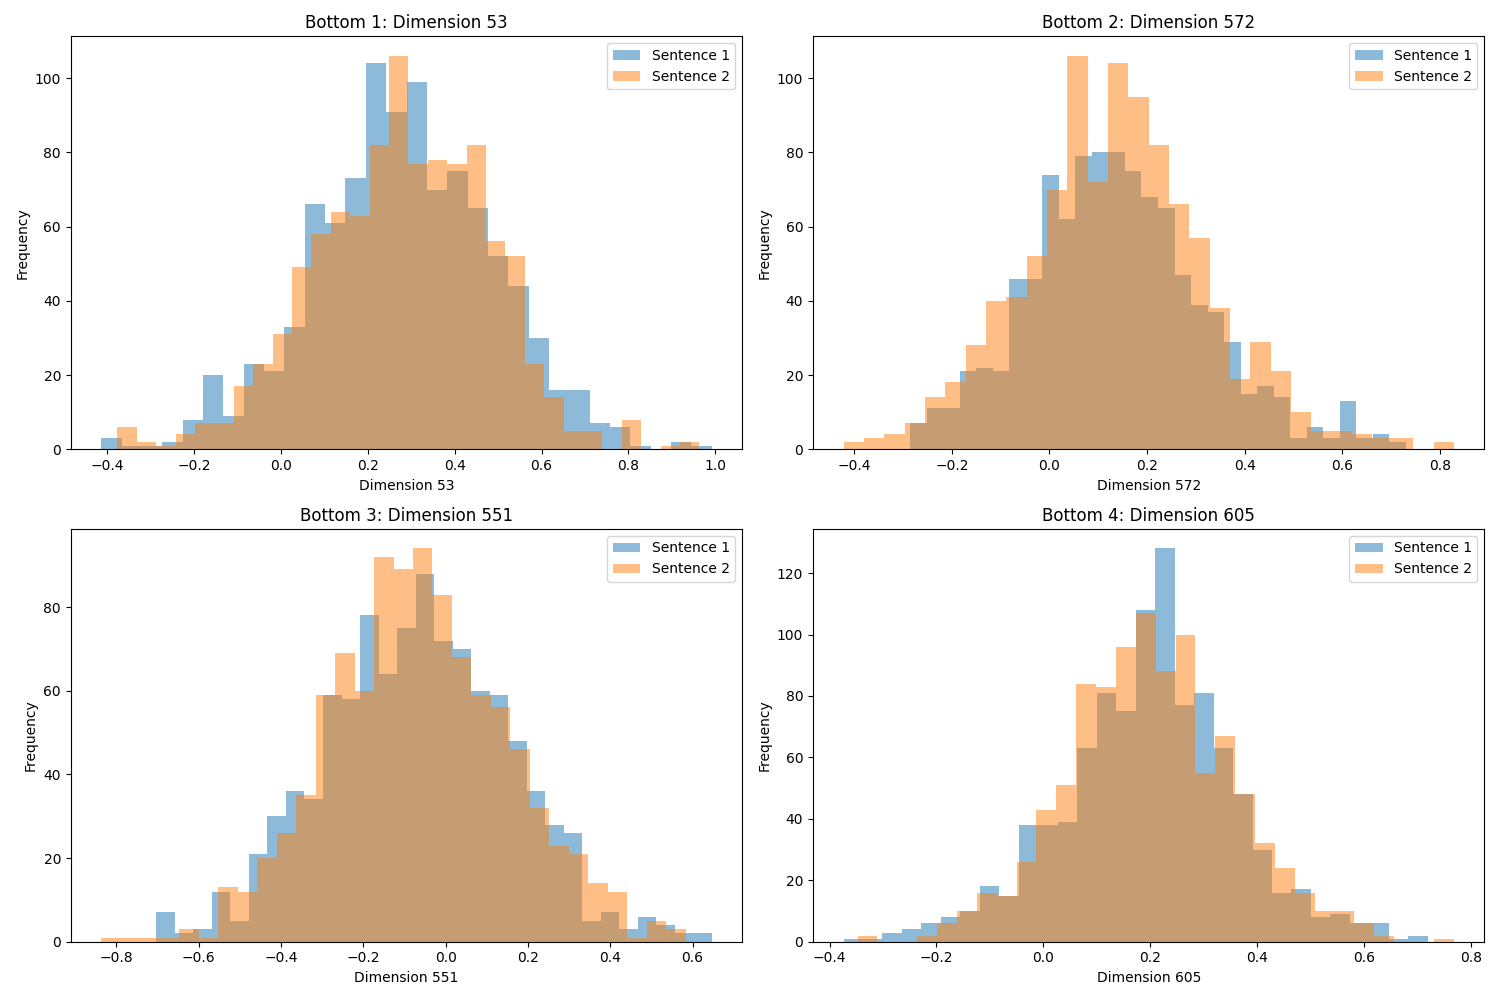 Bottom 1: Dimension 53
Sentence 1
Sentence 2
Frequency
0
20
40
60
80
100
−0.4 −0.2 0.0 0.2 0.4 0.6 0.8 1.0
Dimension 53
Bottom 2: Dimension 572
Sentence 1
Sentence 2
Frequency
0
20
40
60
80
100
−0.4 −0.2 0.0 0.2 0.4 0.6 0.8
Dimension 572
Bottom 3: Dimension 551
Sentence 1
Sentence 2
Frequency
0
20
40
60
80
−0.8 −0.6 −0.4 −0.2 0.0 0.2 0.4 0.6
Dimension 551
Bottom 4: Dimension 605
Sentence 1
Sentence 2
Frequency
0
20
40
60
80
100
120
−0.4 −0.2 0.0 0.2 0.4 0.6 0.8
Dimension 605